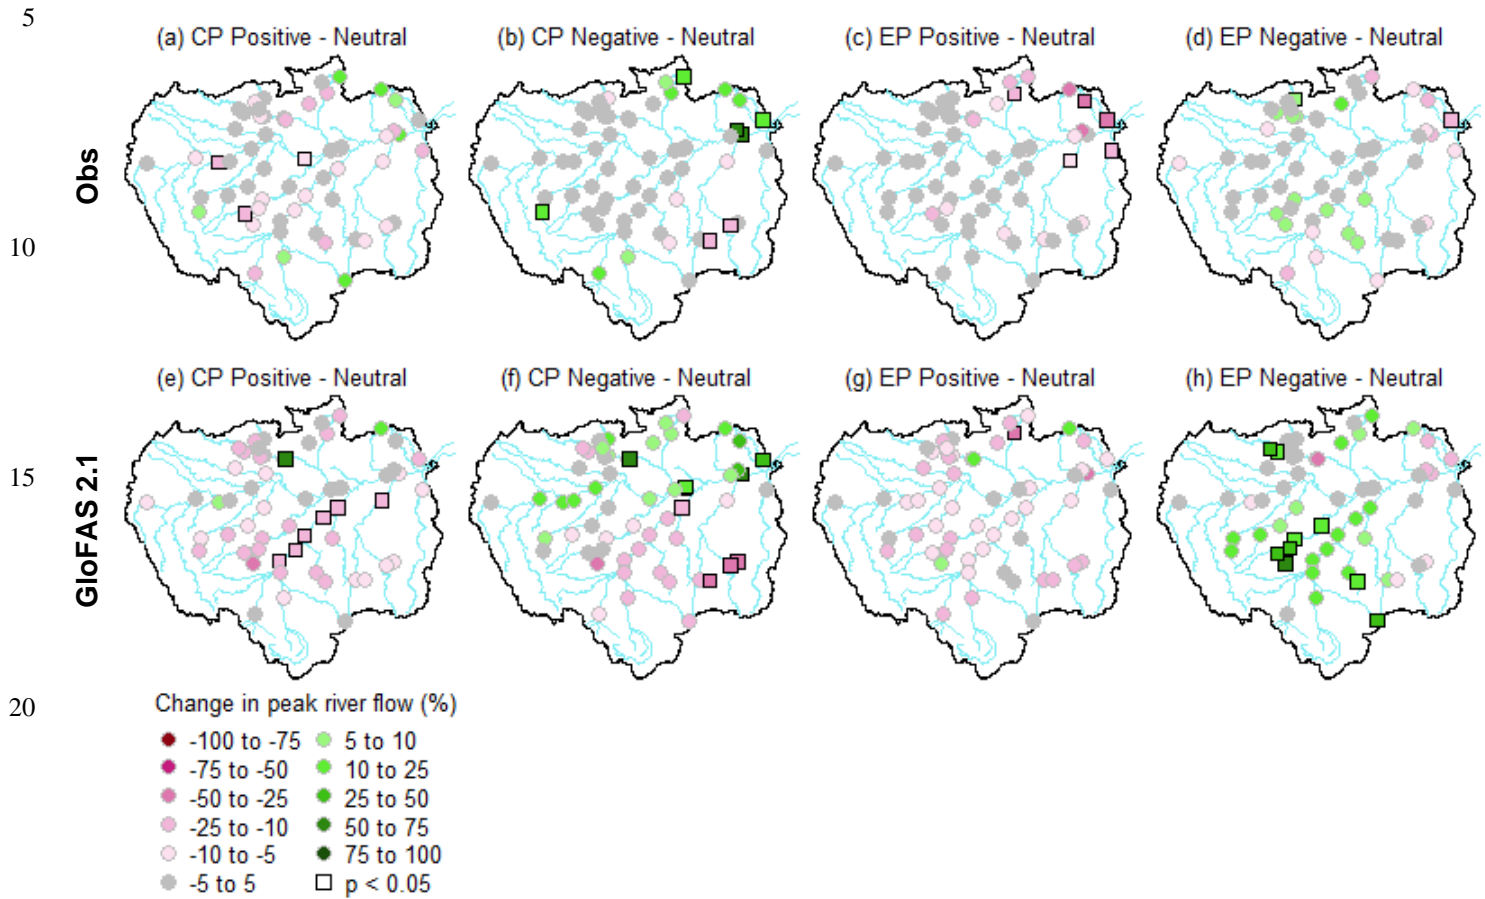 5
(a) CP Positive - Neutral
(b) CP Negative - Neutral
(c) EP Positive - Neutral
(d) EP Negative - Neutral
Obs
10
(e) CP Positive - Neutral
(f) CP Negative - Neutral
(g) EP Positive - Neutral
(h) EP Negative - Neutral
GloFAS 2.1
15
20
Change in peak river flow (%)
-100 to -75
-75 to -50
-50 to -25
-25 to -10
-10 to -5
-5 to 5
5 to 10
10 to 25
25 to 50
50 to 75
75 to 100
p < 0.05